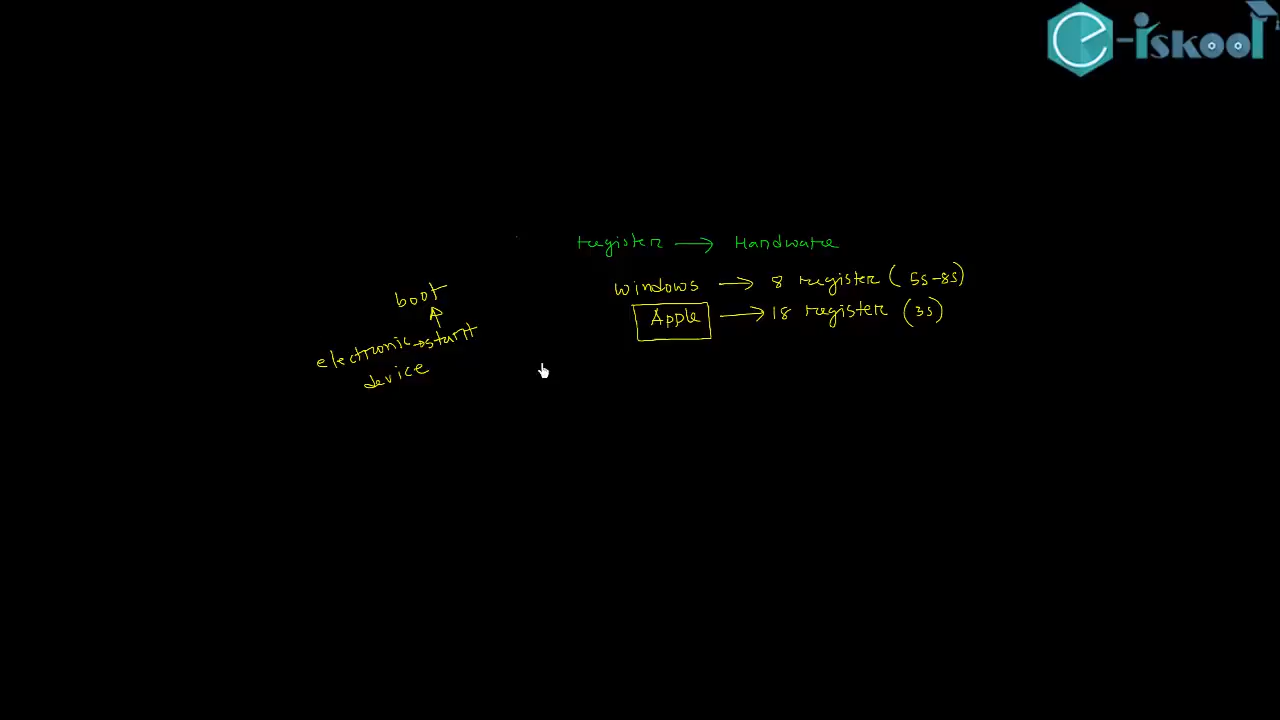 e-iskool
register → Hardware
windows → 8 register (5s-8s)
Apple → 18 register (3s)
boot
electronic → start
device